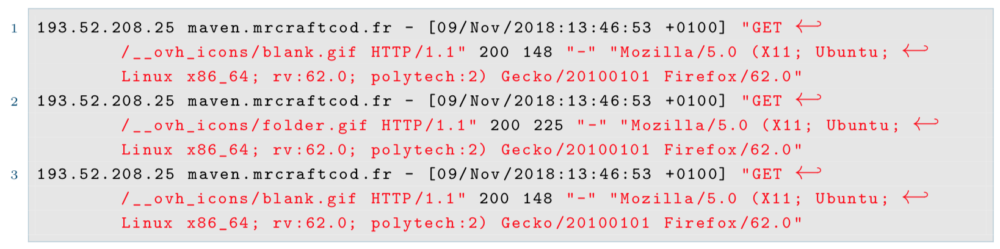 1 193.52.208.25 maven.mrcraftcod.fr - [09/Nov/2018:13:46:53 +0100] "GET ↩
/__ovh_icons/blank.gif HTTP/1.1" 200 148 "-" "Mozilla/5.0 (X11; Ubuntu; ↩
Linux x86_64; rv:62.0; polytech:2) Gecko/20100101 Firefox/62.0"
2 193.52.208.25 maven.mrcraftcod.fr - [09/Nov/2018:13:46:53 +0100] "GET ↩
/__ovh_icons/folder.gif HTTP/1.1" 200 225 "-" "Mozilla/5.0 (X11; Ubuntu; ↩
Linux x86_64; rv:62.0; polytech:2) Gecko/20100101 Firefox/62.0"
3 193.52.208.25 maven.mrcraftcod.fr - [09/Nov/2018:13:46:53 +0100] "GET ↩
/__ovh_icons/blank.gif HTTP/1.1" 200 148 "-" "Mozilla/5.0 (X11; Ubuntu; ↩
Linux x86_64; rv:62.0; polytech:2) Gecko/20100101 Firefox/62.0"